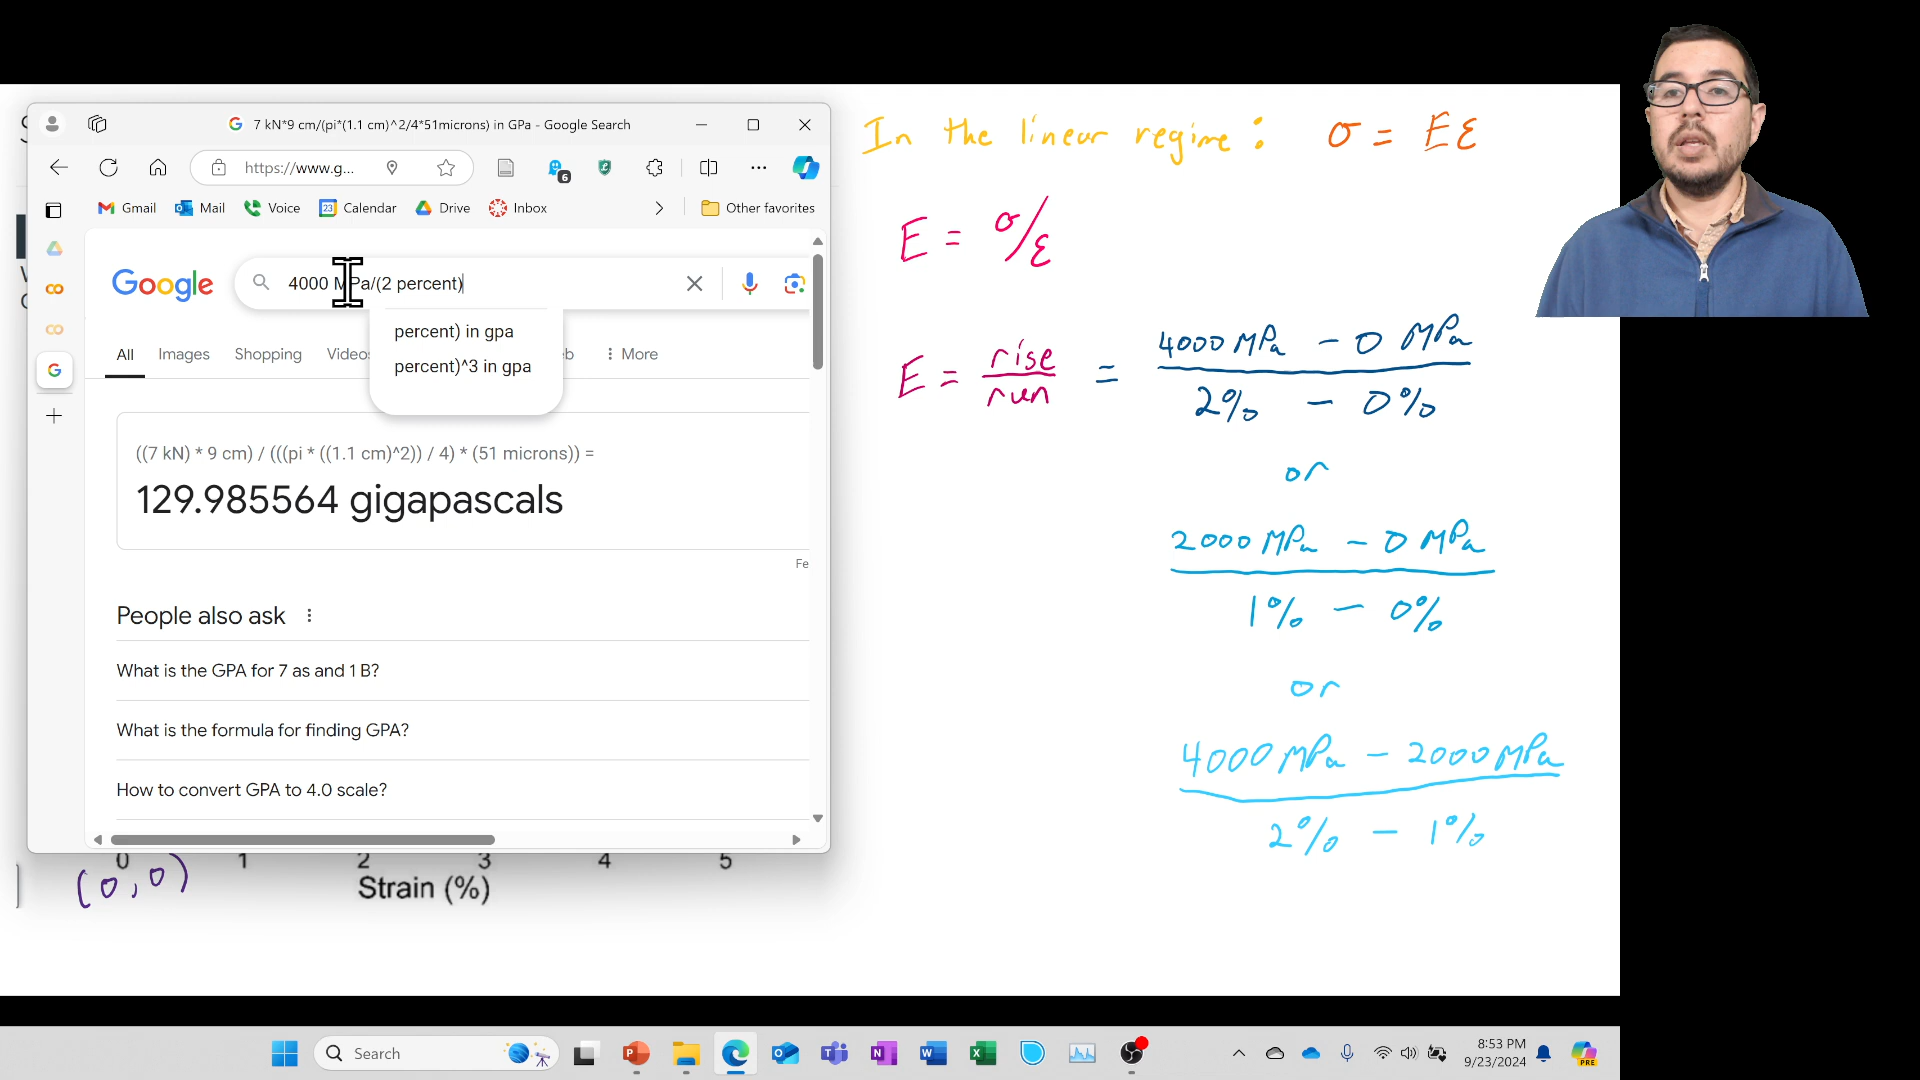 7 kN*9 cm/(pi*(1.1 cm)^2/4*51microns) in GPa - Google Search
https://www.g...
6
Gmail
Mail
Voice
23
Calendar
Drive
Inbox
Other favorites
Google
4000 MPa/(2 percent)
percent) in gpa
percent)^3 in gpa
All
Images
Shopping
More
((7 kN) * 9 cm) / (((pi * ((1.1 cm)^2)) / 4) * (51 microns)) =
129.985564 gigapascals
Fe
People also ask
What is the GPA for 7 as and 1 B?
What is the formula for finding GPA?
How to convert GPA to 4.0 scale?
0 1 2 3 4 5
(0,0)
Strain (%)
In the linear regime: σ = Eε
E = σ/ε
E = rise/run = 4000 MPa - 0 MPa
2% - 0%
or
2000 MPa - 0 MPa
1% - 0%
or
4000 MPa - 2000 MPa
2% - 1%
Search
8:53 PM
9/23/2024
PRE